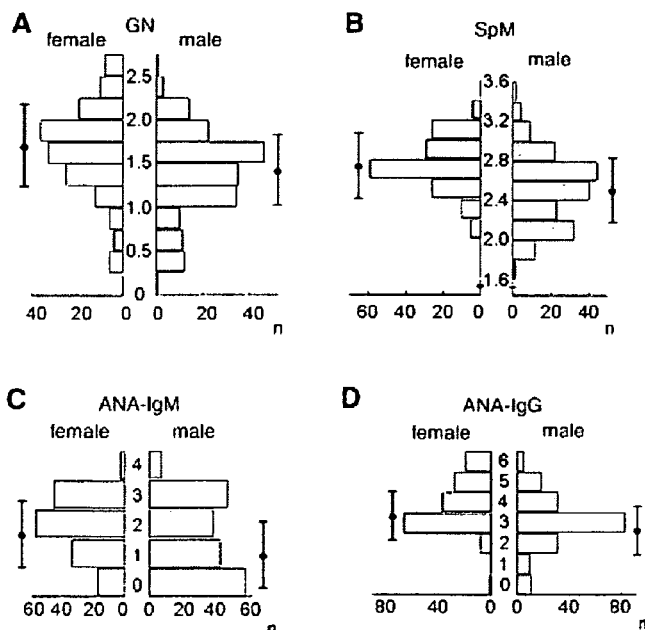 A
GN
female
male
2.5
2.0
1.5
1.0
0.5
0
40 20 0 0 20 40
n
B
SpM
female
male
3.6
3.2
2.8
2.4
2.0
1.6
60 40 20 0 0 20 40
n
C
ANA-IgM
female
male
4
3
2
1
0
60 40 20 0 0 20 40 60
n
D
ANA-IgG
female
male
6
5
4
3
2
1
0
80 40 0 0 40 80
n